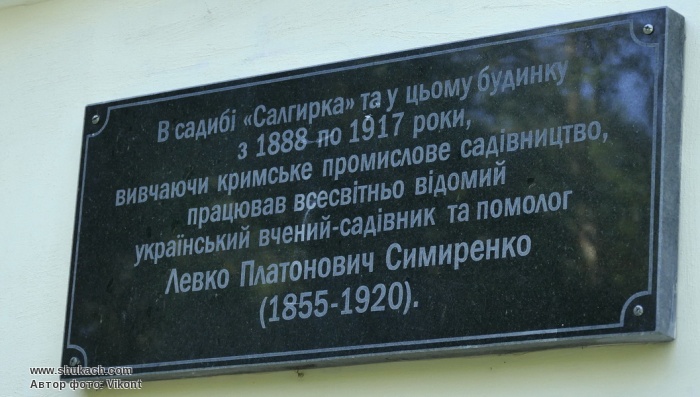 В садибі «Салгирка» та у цьому будинку
з 1888 по 1917 роки,
вивчаючи кримське промислове садівництво,
працював всесвітньо відомий
український вчений-садівник та помолог
Левко Платонович Симиренко
(1855-1920).
www.shukach.com
Автор фото: Vikont